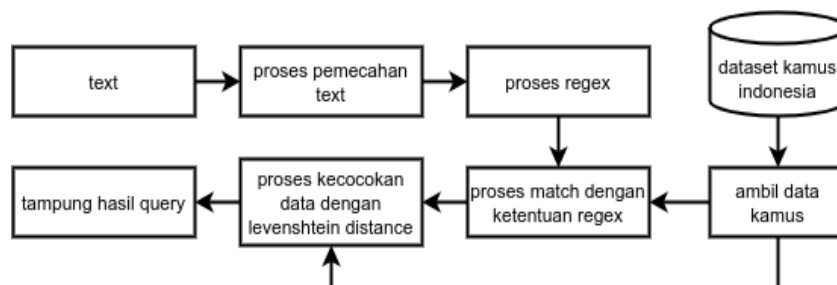 text
proses pemecahan
text
proses regex
dataset kamus
indonesia
tampung hasil query
proses kecocokan
data dengan
levenshtein distance
proses match dengan
ketentuan regex
ambil data
kamus